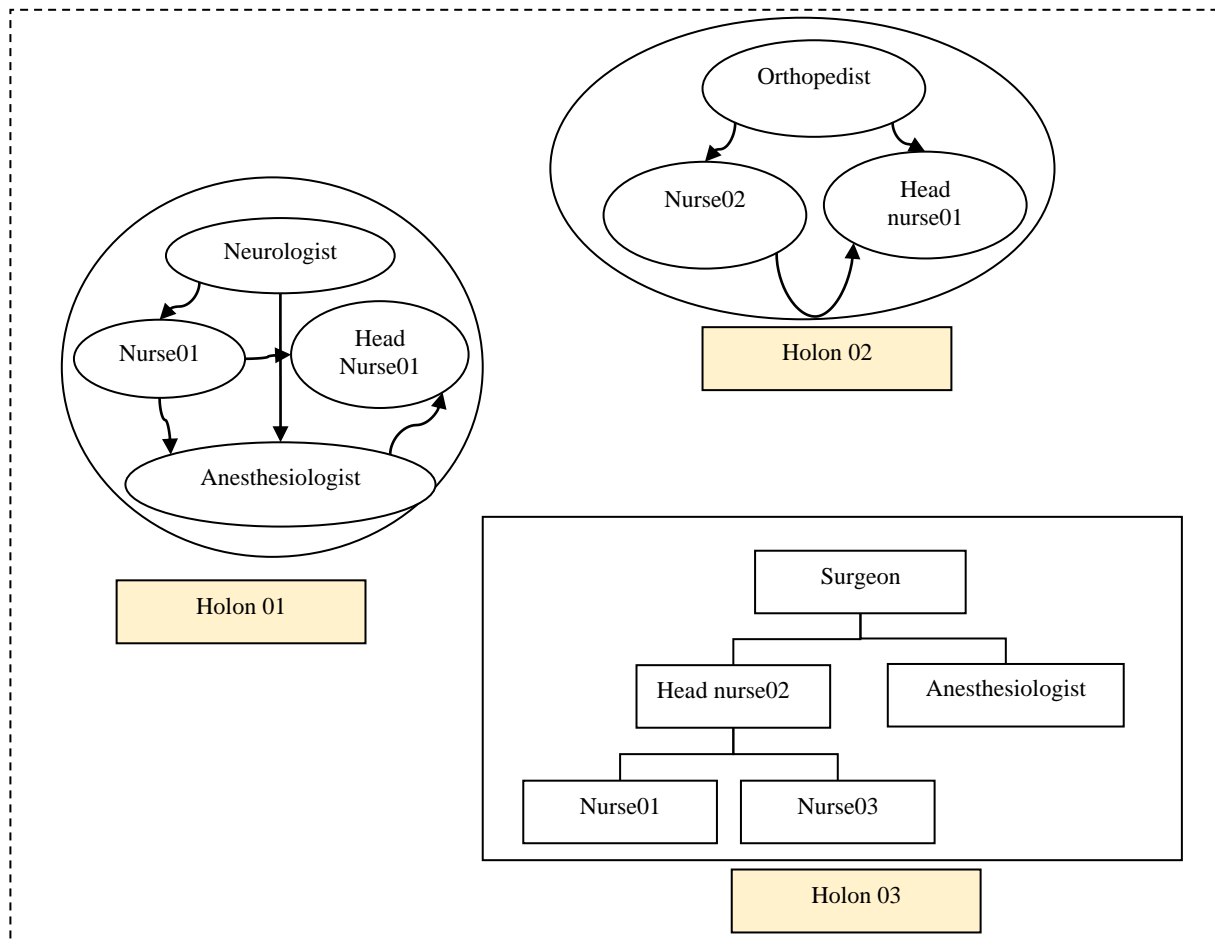 Orthopedist
Nurse02
Head
nurse01
Holon 02
Neurologist
Nurse01
Head
Nurse01
Anesthesiologist
Holon 01
Surgeon
Head nurse02
Anesthesiologist
Nurse01
Nurse03
Holon 03